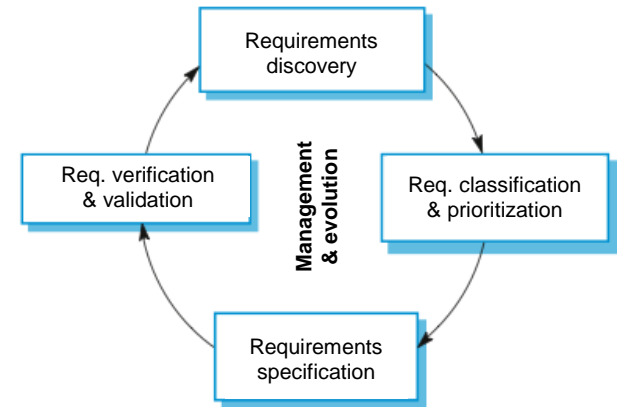 Requirements
discovery
Req. classification
& prioritization
Requirements
specification
Req. verification
& validation
Management
& evolution